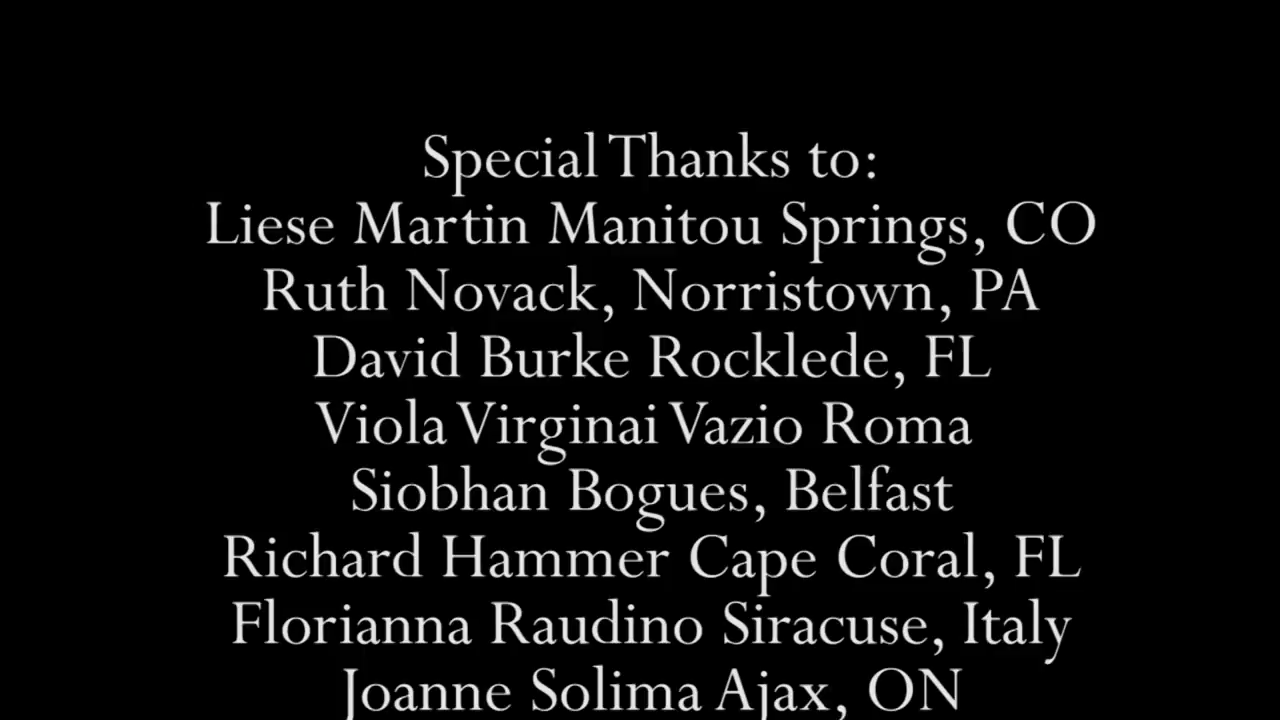 Special Thanks to:
Liese Martin Manitou Springs, CO
Ruth Novack, Norristown, PA
David Burke Rocklede, FL
Viola Virginai Vazio Roma
Siobhan Bogues, Belfast
Richard Hammer Cape Coral, FL
Florianna Raudino Siracuse, Italy
Joanne Solima Ajax, ON